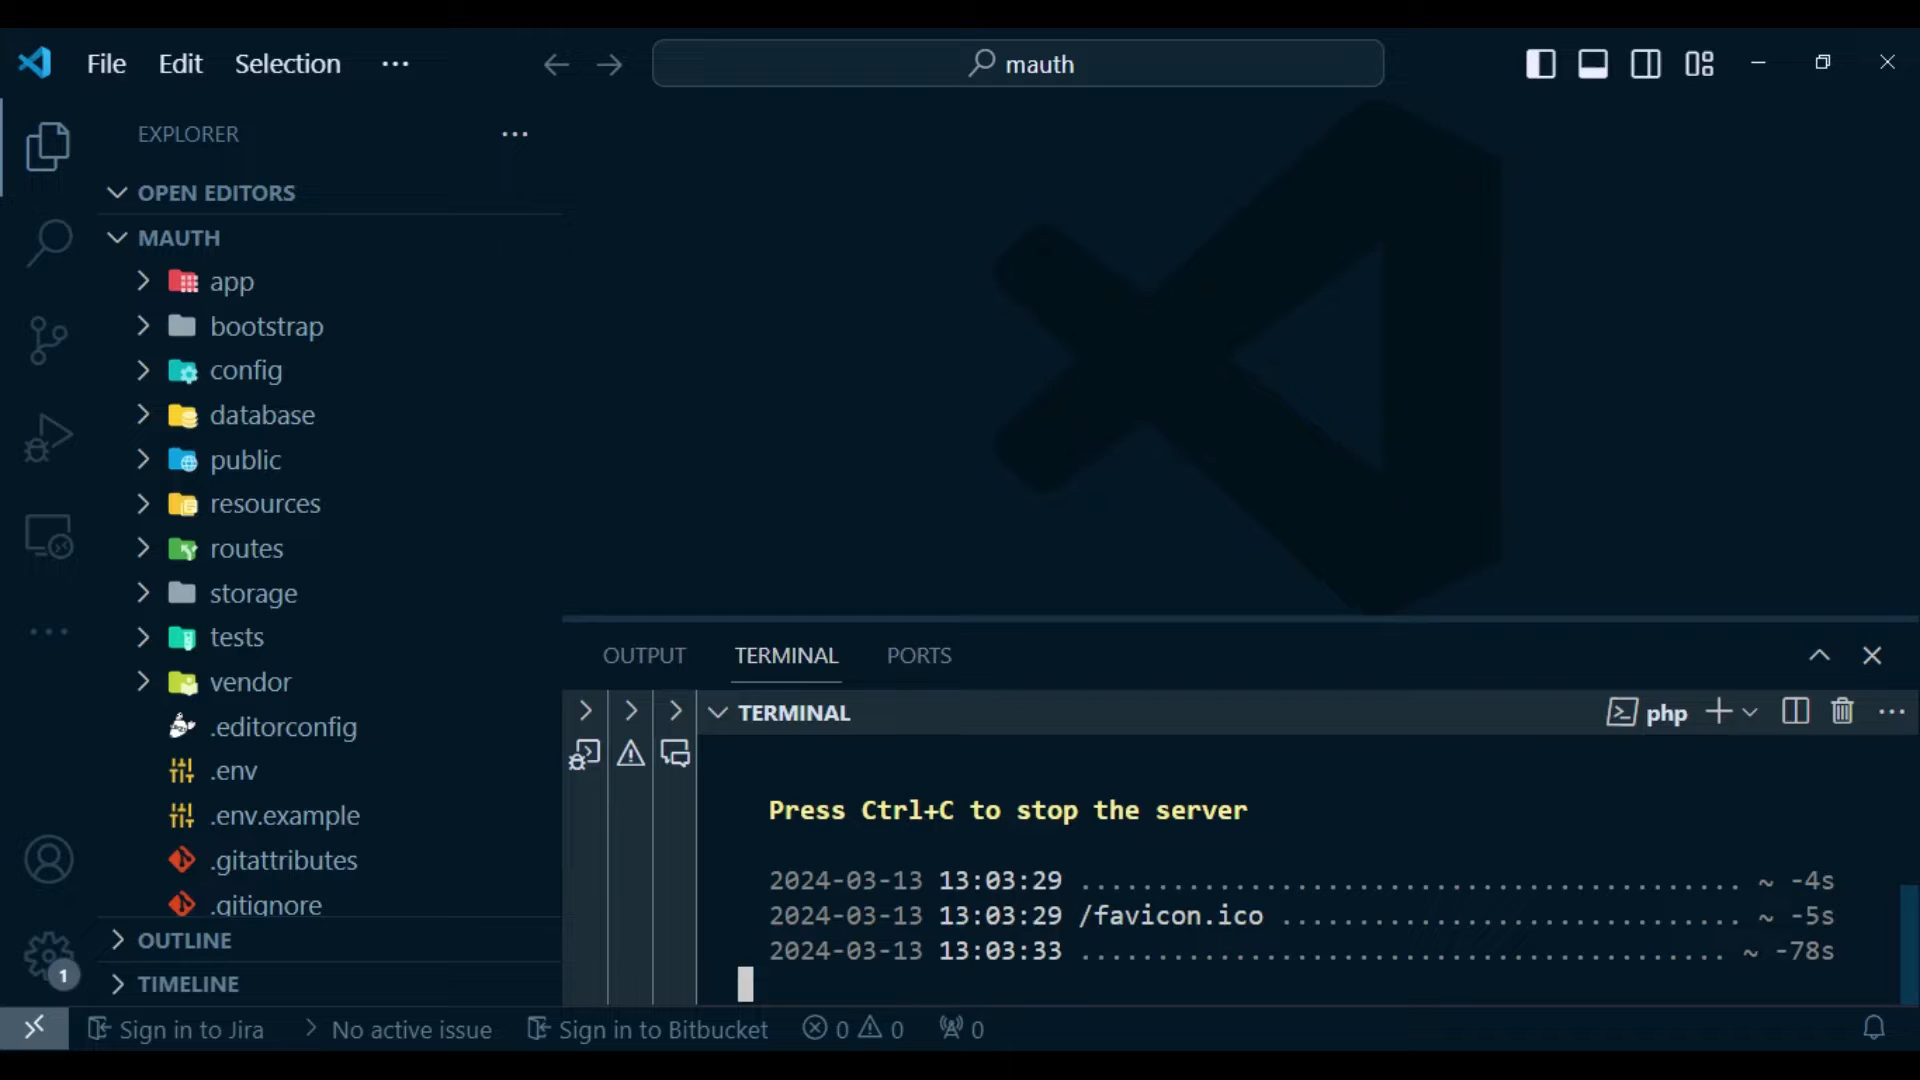 File Edit Selection ...
mauth
EXPLORER ...
OPEN EDITORS
MAUTH
app
bootstrap
config
database
public
resources
routes
storage
tests
vendor
.editorconfig
.env
.env.example
.gitattributes
.gitignore
OUTLINE
TIMELINE
1
OUTPUT TERMINAL PORTS
TERMINAL
php
Press Ctrl+C to stop the server
2024-03-13 13:03:29 ........................................... ~ -4s
2024-03-13 13:03:29 /favicon.ico .............................. ~ -5s
2024-03-13 13:03:33 .......................................... ~ -78s
Sign in to Jira No active issue Sign in to Bitbucket 0 0 0